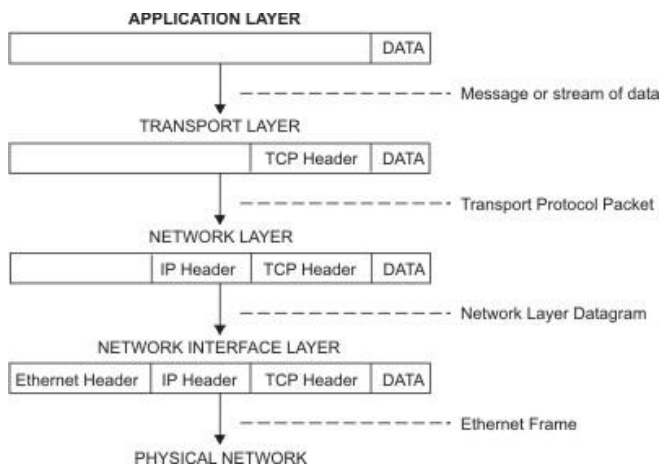 APPLICATION LAYER
DATA
Message or stream of data
TRANSPORT LAYER
TCP Header DATA
Transport Protocol Packet
NETWORK LAYER
IP Header TCP Header DATA
Network Layer Datagram
NETWORK INTERFACE LAYER
Ethernet Header IP Header TCP Header DATA
Ethernet Frame
PHYSICAL NETWORK